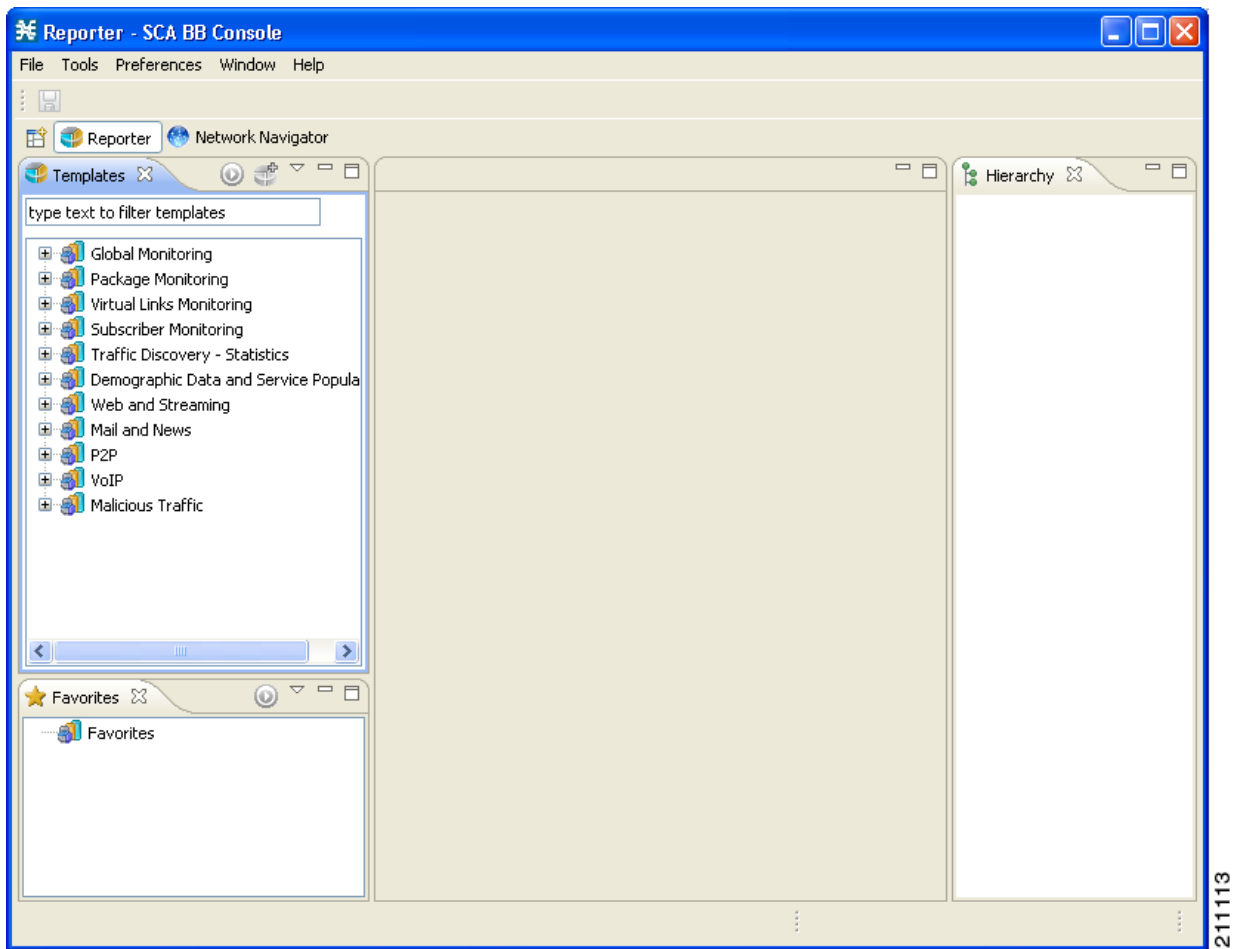 Reporter - SCA BB Console
File Tools Preferences Window Help
Reporter Network Navigator
Templates
type text to filter templates
Global Monitoring
Package Monitoring
Virtual Links Monitoring
Subscriber Monitoring
Traffic Discovery - Statistics
Demographic Data and Service Popula
Web and Streaming
Mail and News
P2P
VoIP
Malicious Traffic
Favorites
Favorites
Hierarchy
211113